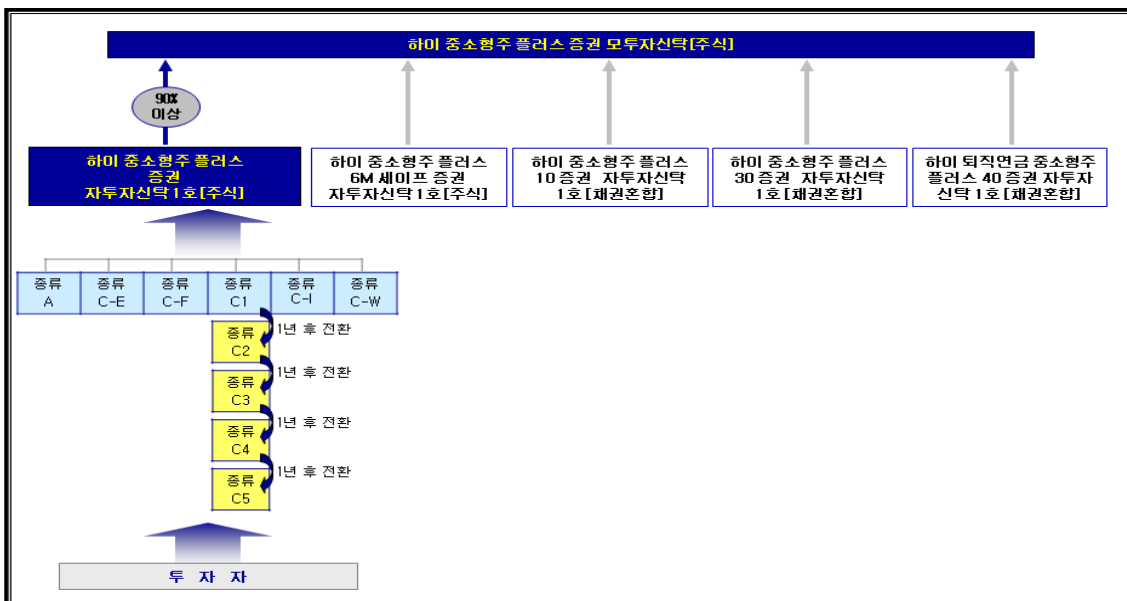 하이 중소형주 플러스 증권 모투자신탁[주식]
90%
이상
하이 중소형주 플러스
증권
자투자신탁 1호[주식]
하이 중소형주 플러스
6M 세이프 증권
자투자신탁 1호[주식]
하이 중소형주 플러스
10 증권 자투자신탁
1호[채권혼합]
하이 중소형주 플러스
30 증권 자투자신탁
1호[채권혼합]
하이 퇴직연금 중소형주
플러스 40 증권 자투자
신탁 1호[채권혼합]
종류
A
종류
C-E
종류
C-F
종류
C1
종류
C-I
종류
C-W
1년 후 전환
종류
C2
1년 후 전환
종류
C3
1년 후 전환
종류
C4
1년 후 전환
종류
C5
투 자 자